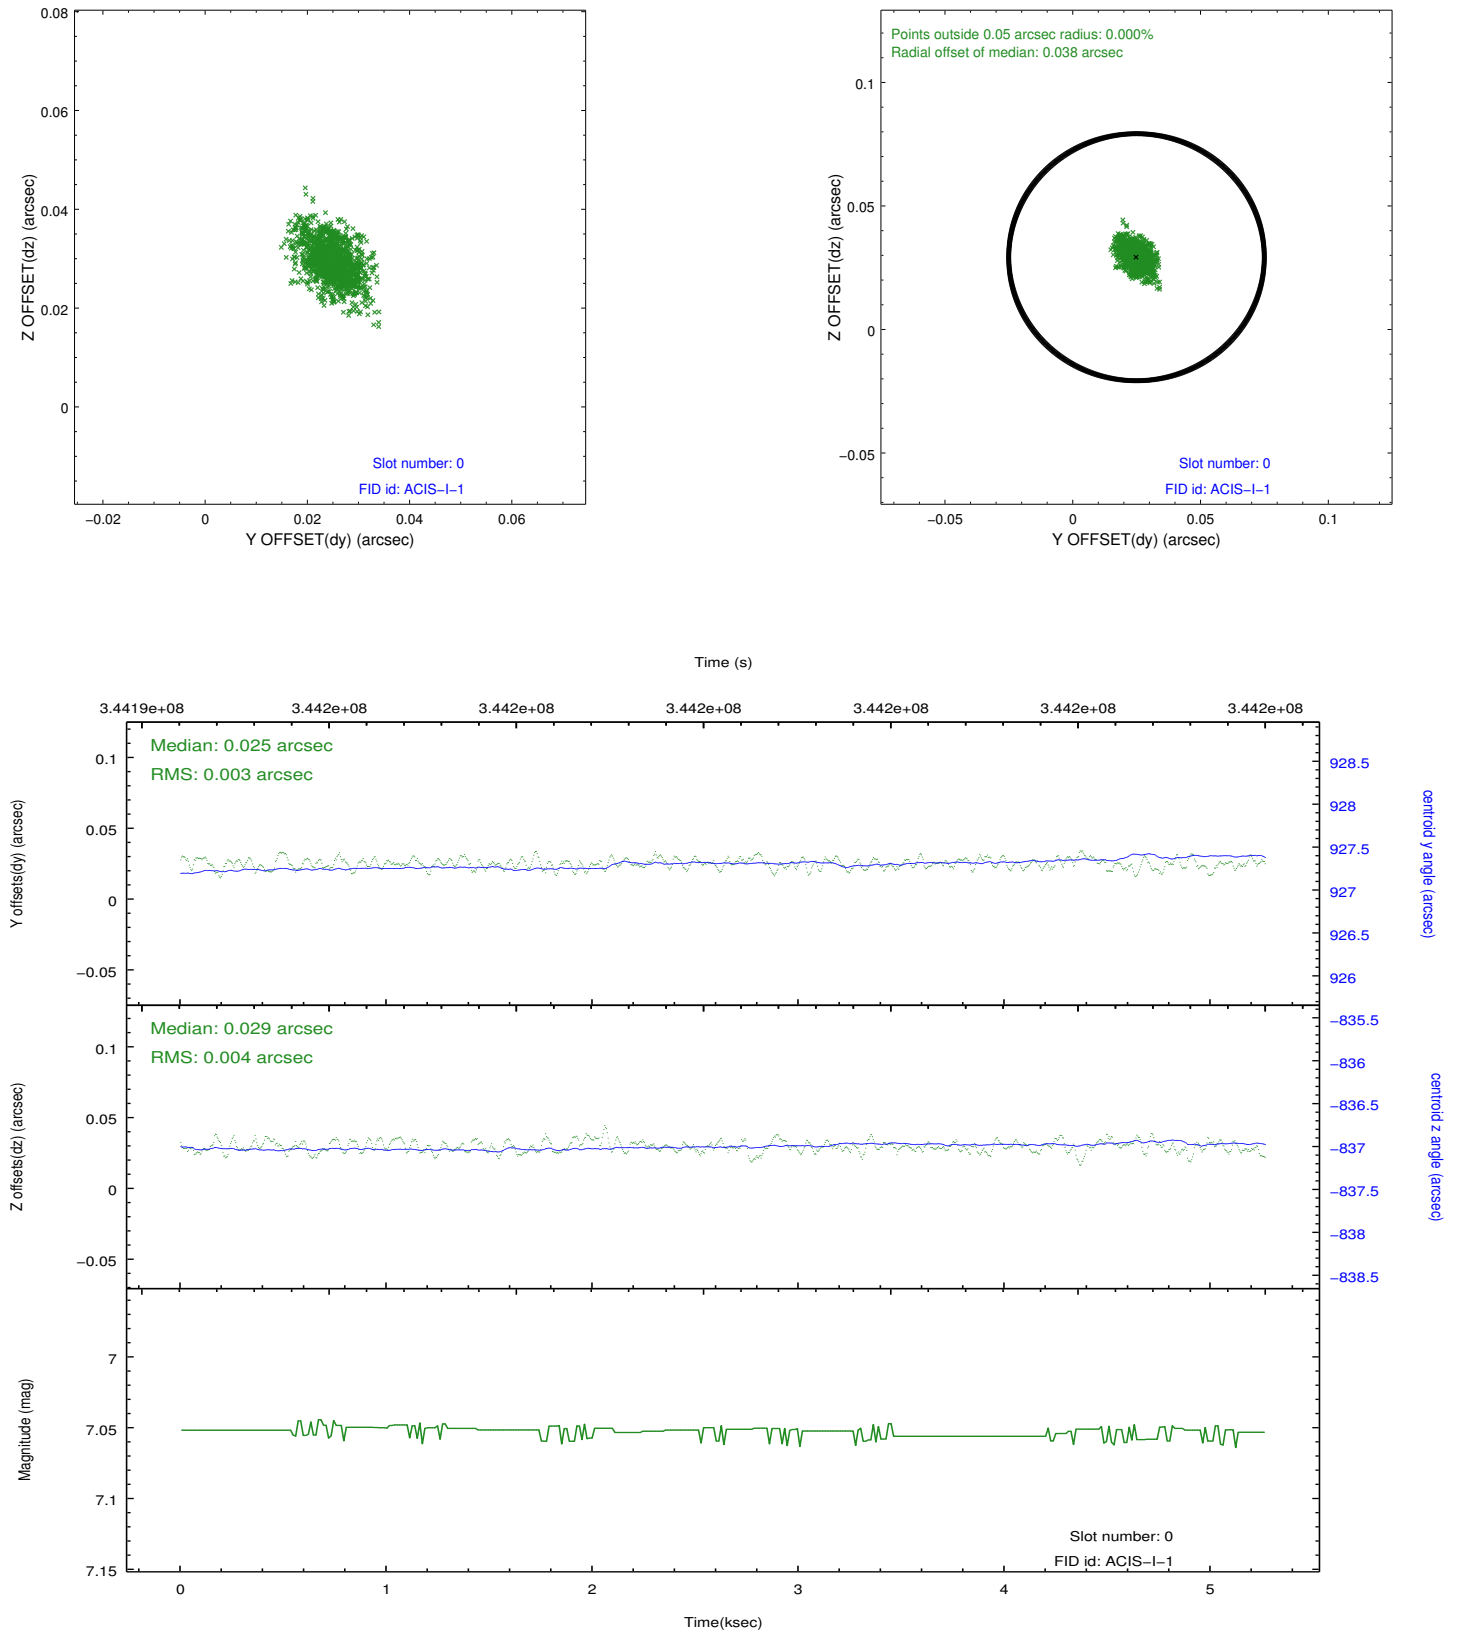 0.08
0.06
0.04
0.02
0
Z OFFSET(dz) (arcsec)
Slot number: 0
FID id: ACIS−I−1
−0.02
0
0.02
0.04
0.06
Y OFFSET(dy) (arcsec)
Points outside 0.05 arcsec radius: 0.000%
Radial offset of median: 0.038 arcsec
0.1
0.05
0
−0.05
Z OFFSET(dz) (arcsec)
Slot number: 0
FID id: ACIS−I−1
−0.05
0
0.05
0.1
Y OFFSET(dy) (arcsec)
Time (s)
3.4419e+08
3.442e+08
3.442e+08
3.442e+08
3.442e+08
3.442e+08
3.442e+08
Median: 0.025 arcsec
RMS: 0.003 arcsec
0.1
0.05
0
−0.05
Y offsets(dy) (arcsec)
928.5
928
927.5
927
926.5
926
centroid y angle (arcsec)
Median: 0.029 arcsec
RMS: 0.004 arcsec
0.1
0.05
0
−0.05
Z offsets(dz) (arcsec)
−835.5
−836
−836.5
−837
−837.5
−838
−838.5
centroid z angle (arcsec)
7
7.05
7.1
7.15
Magnitude (mag)
Slot number: 0
FID id: ACIS−I−1
0
1
2
3
4
5
Time(ksec)